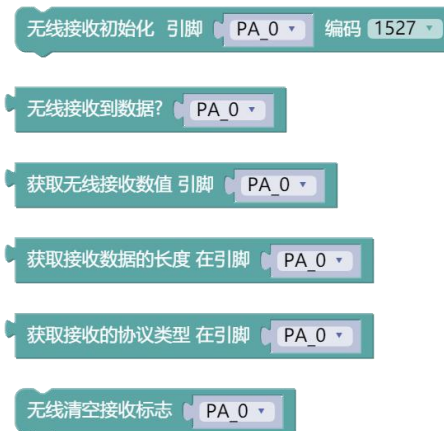 无线接收初始化 引脚 PA_0 编码 1527
无线接收到数据? PA_0
获取无线接收数值 引脚 PA_0
获取接收数据的长度 在引脚 PA_0
获取接收的协议类型 在引脚 PA_0
无线清空接收标志 PA_0